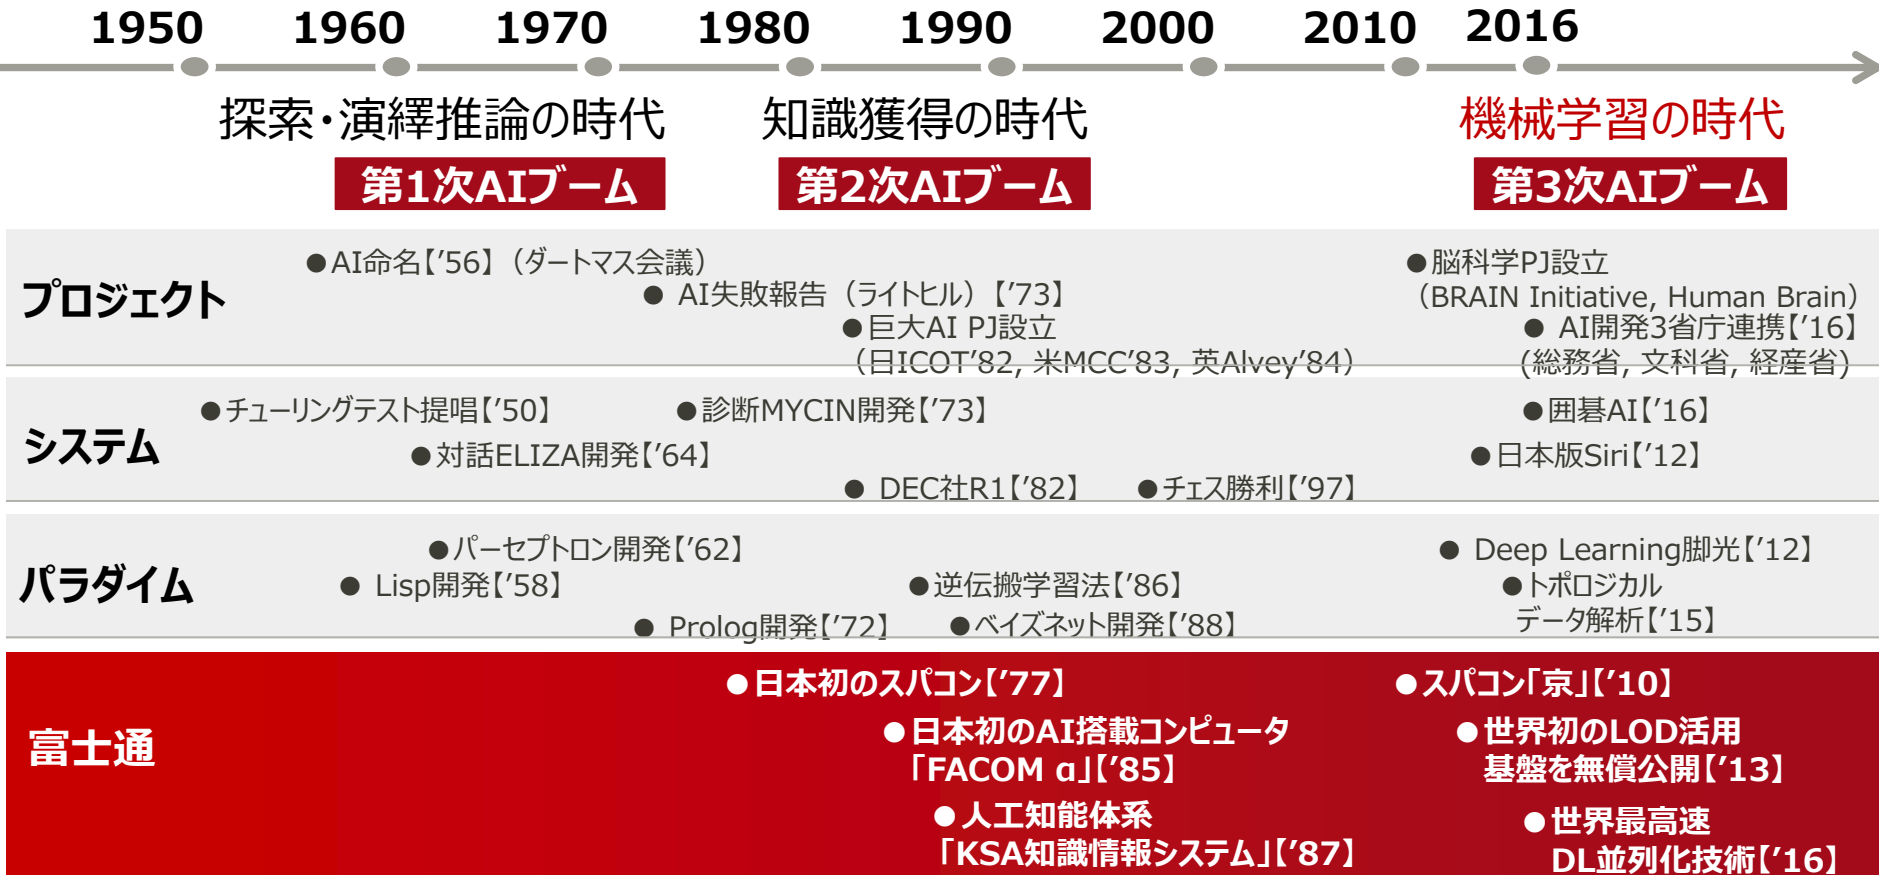 1950 1960 1970 1980 1990 2000 2010 2016
探索・演繹推論の時代 知識獲得の時代 機械学習の時代
第1次AIブーム 第2次AIブーム 第3次AIブーム
プロジェクト
●AI命名【’56】（ダートマス会議）
● AI失敗報告（ライトヒル）【’73】
●巨大AI PJ設立
（日ICOT’82, 米MCC’83, 英Alvey’84）
●脳科学PJ設立
（BRAIN Initiative, Human Brain）
● AI開発3省庁連携【’16】
(総務省, 文科省, 経産省)
システム
●チューリングテスト提唱【’50】
●診断MYCIN開発【’73】
●囲碁AI【’16】
●対話ELIZA開発【’64】
●日本版Siri【’12】
● DEC社R1【’82】
●チェス勝利【’97】
パラダイム
●パーセプトロン開発【’62】
● Deep Learning脚光【’12】
● Lisp開発【’58】
●逆伝搬学習法【’86】
●トポロジカル
データ解析【’15】
● Prolog開発【’72】
●ベイズネット開発【’88】
富士通
●日本初のスパコン【’77】
●スパコン「京」【’10】
●日本初のAI搭載コンピュータ
「FACOM α」【’85】
●世界初のLOD活用
基盤を無償公開【’13】
●人工知能体系
「KSA知識情報システム」【’87】
●世界最高速
DL並列化技術【’16】